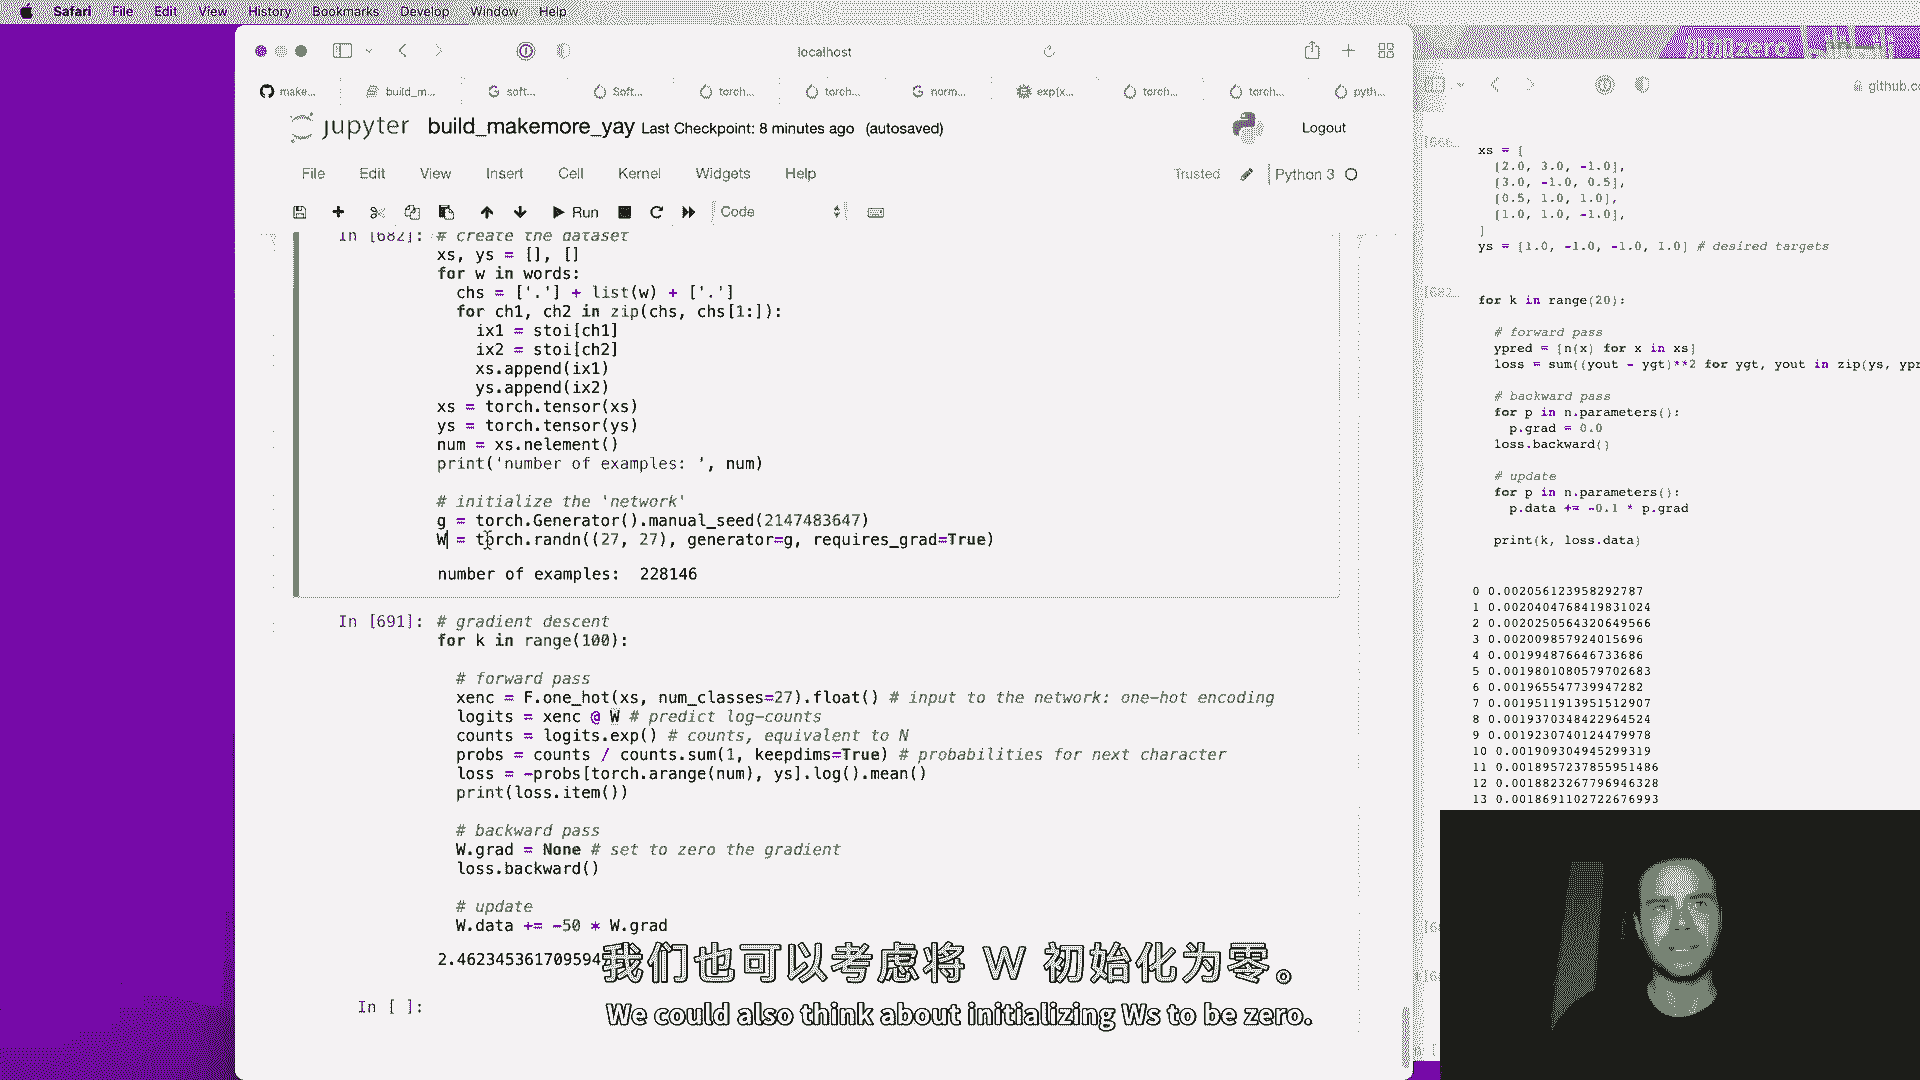 Safari File Edit View History Bookmarks Develop Window Help
localhost
make... build_m... soft... Soft... torch... torch... norm... exp(x... torch... torch... pyth...
jupyter build_makemore_yay Last Checkpoint: 8 minutes ago (autosaved)
Logout
File Edit View Insert Cell Kernel Widgets Help
Trusted Python 3
Run Code
In [682]: # create the dataset
xs, ys = [], []
for w in words:
chs = ['.'] + list(w) + ['.']
for ch1, ch2 in zip(chs, chs[1:]):
ix1 = stoi[ch1]
ix2 = stoi[ch2]
xs.append(ix1)
ys.append(ix2)
xs = torch.tensor(xs)
ys = torch.tensor(ys)
num = xs.nelement()
print('number of examples: ', num)
# initialize the 'network'
g = torch.Generator().manual_seed(2147483647)
W = torch.randn((27, 27), generator=g, requires_grad=True)
number of examples: 228146
In [691]: # gradient descent
for k in range(100):
# forward pass
xenc = F.one_hot(xs, num_classes=27).float() # input to the network: one-hot encoding
logits = xenc @ W # predict log-counts
counts = logits.exp() # counts, equivalent to N
probs = counts / counts.sum(1, keepdims=True) # probabilities for next character
loss = -probs[torch.arange(num), ys].log().mean()
print(loss.item())
# backward pass
W.grad = None # set to zero the gradient
loss.backward()
# update
W.data += -50 * W.grad
2.462345361709594
In [ ]:
github.co
xs = [
[2.0, 3.0, -1.0],
[3.0, -1.0, 0.5],
[0.5, 1.0, 1.0],
[1.0, 1.0, -1.0],
]
ys = [1.0, -1.0, -1.0, 1.0] # desired targets
[682...
for k in range(20):
# forward pass
ypred = [n(x) for x in xs]
loss = sum((yout - ygt)**2 for ygt, yout in zip(ys, ypr
# backward pass
for p in n.parameters():
p.grad = 0.0
loss.backward()
# update
for p in n.parameters():
p.data += -0.1 * p.grad
print(k, loss.data)
0 0.002056123958292787
1 0.0020404768419831024
2 0.0020250564320649566
3 0.002009857924015696
4 0.001994876646733686
5 0.0019801080579702683
6 0.0019655477399472​82
7 0.0019511913951512907
8 0.0019370348422964524
9 0.0019230740124479978
10 0.001909304945299319
11 0.0018957237855951486
12 0.0018823267796946328
13 0.0018691102722676993
我们也可以考虑将 W 初始化为零。
We could also think about initializing Ws to be zero.